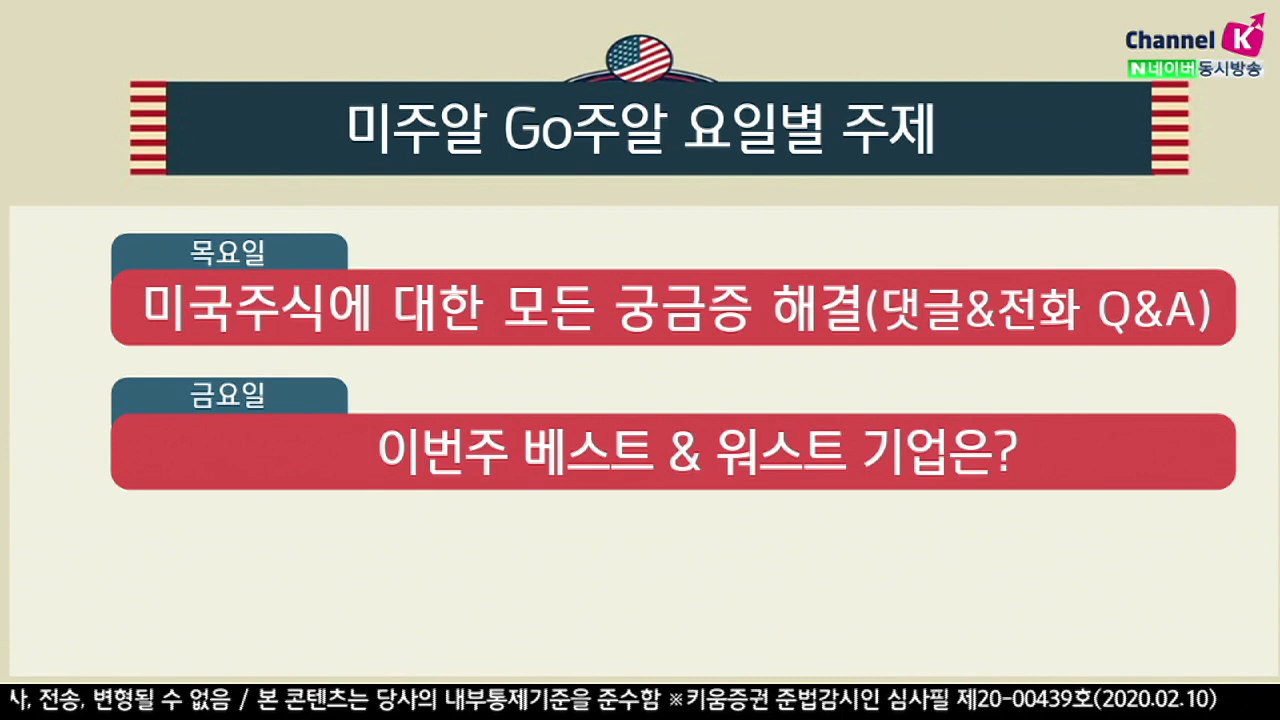 Channel K
N네이버 동시방송
미주알 Go주알 요일별 주제
목요일
미국주식에 대한 모든 궁금증 해결(댓글&전화 Q&A)
금요일
이번주 베스트 & 워스트 기업은?
사, 전송, 변형될 수 없음 / 본 콘텐츠는 당사의 내부통제기준을 준수함 ※키움증권 준법감시인 심사필 제20-00439호(2020.02.10)